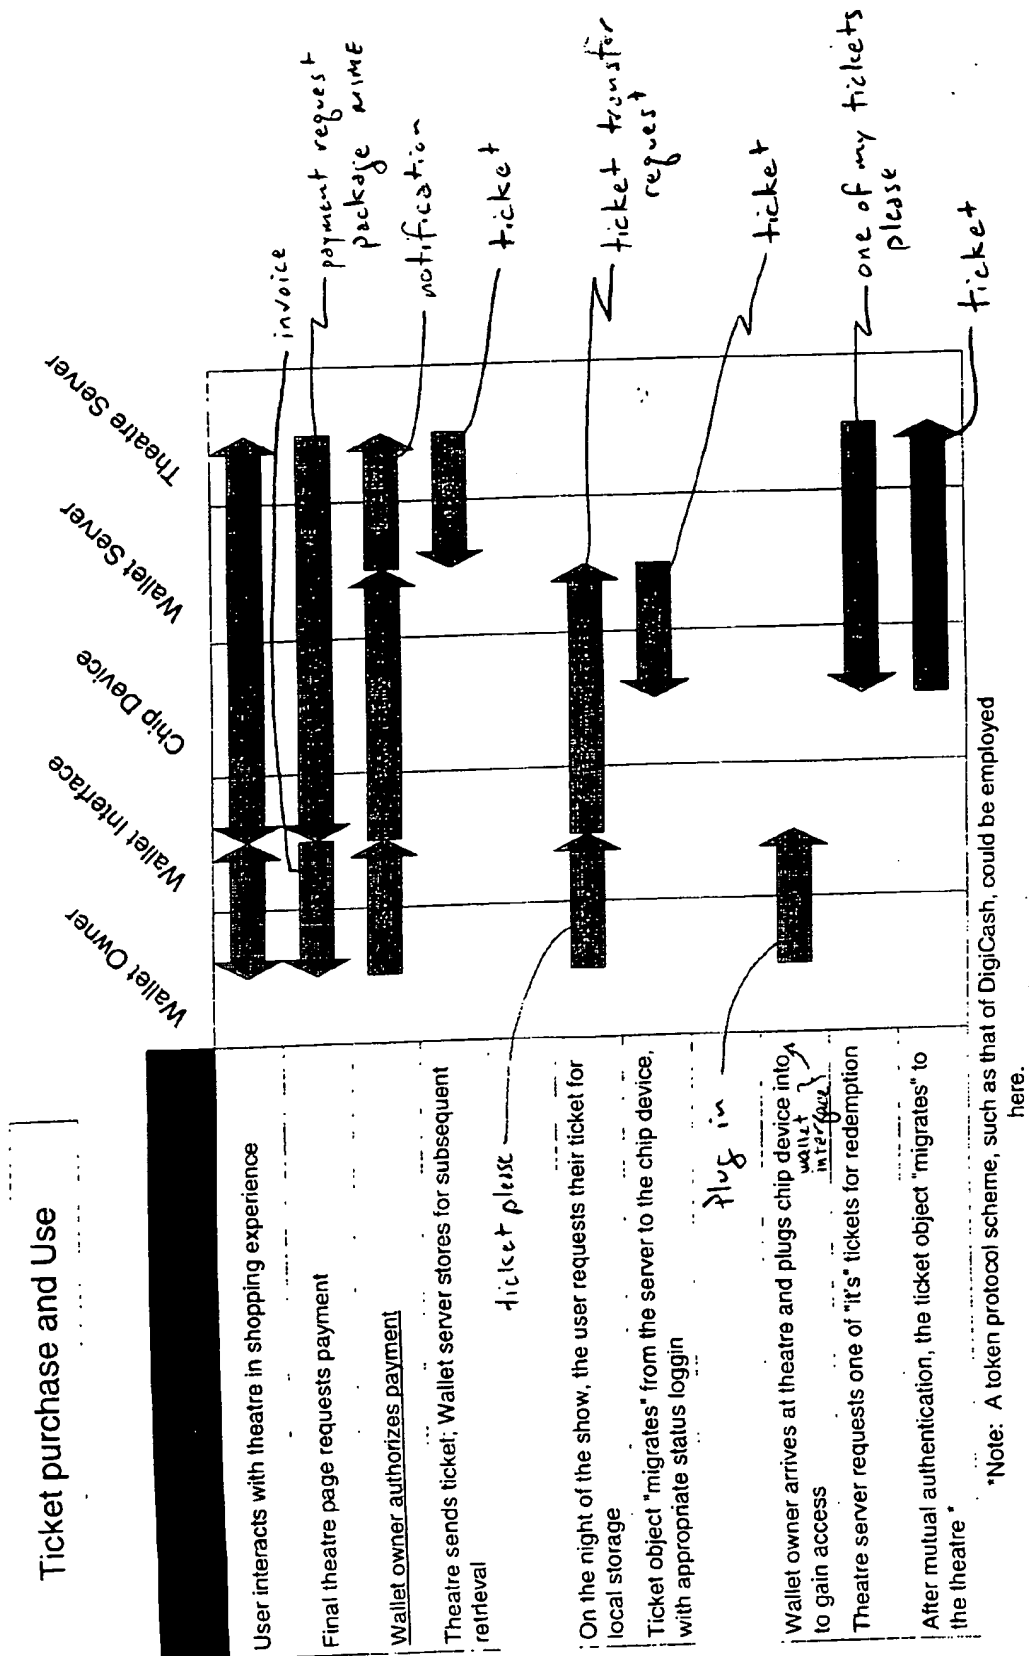 Ticket purchase and Use
Wallet Owner
Wallet Interface
Chip Device
Wallet Server
Theatre Server
User interacts with theatre in shopping experience
invoice
Final theatre page requests payment
payment request
package MIME
Wallet owner authorizes payment
notification
Theatre sends ticket; Wallet server stores for subsequent
retrieval
ticket
ticket please
On the night of the show, the user requests their ticket for
local storage
ticket transfer
request
Ticket object "migrates" from the server to the chip device,
with appropriate status loggin
ticket
Plug in
Wallet owner arrives at theatre and plugs chip device into
wallet
interface
to gain access
Theatre server requests one of "it's" tickets for redemption
one of my tickets
please
After mutual authentication, the ticket object "migrates" to
the theatre*
ticket
*Note: A token protocol scheme, such as that of DigiCash, could be employed
here.